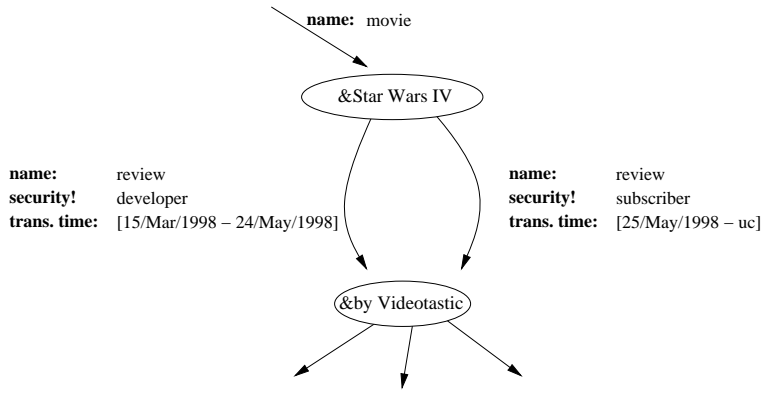 name: movie
&Star Wars IV
name: review
security! developer
trans. time: [15/Mar/1998 – 24/May/1998]
name: review
security! subscriber
trans. time: [25/May/1998 – uc]
&by Videotastic